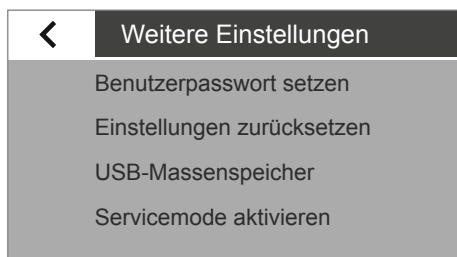 Weitere Einstellungen
Benutzerpasswort setzen
Einstellungen zurücksetzen
USB-Massenspeicher
Servicemode aktivieren